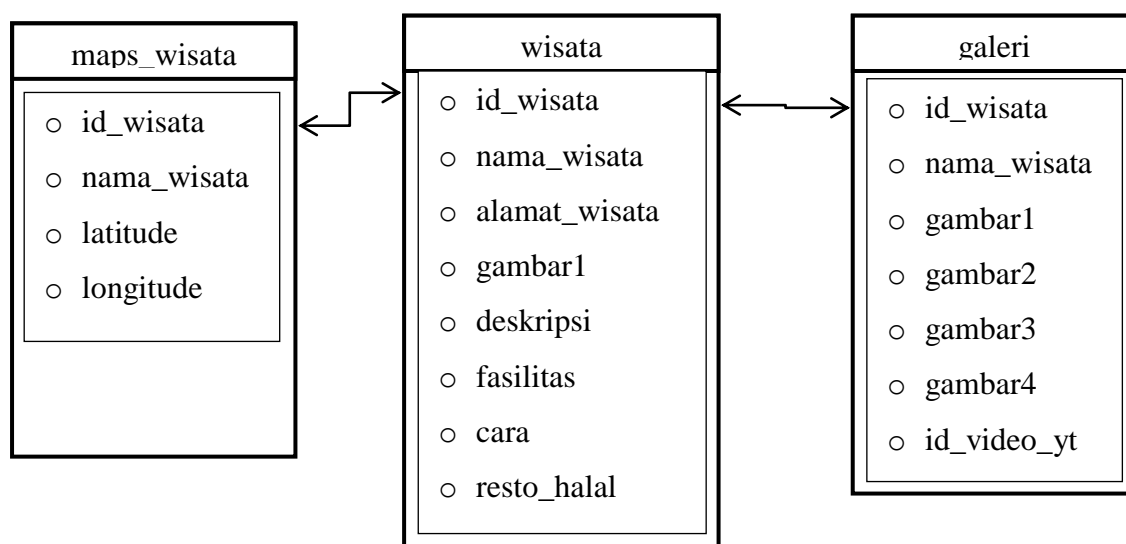 maps_wisata
id_wisata
nama_wisata
latitude
longitude
wisata
id_wisata
nama_wisata
alamat_wisata
gambar1
deskripsi
fasilitas
cara
resto_halal
galeri
id_wisata
nama_wisata
gambar1
gambar2
gambar3
gambar4
id_video_yt